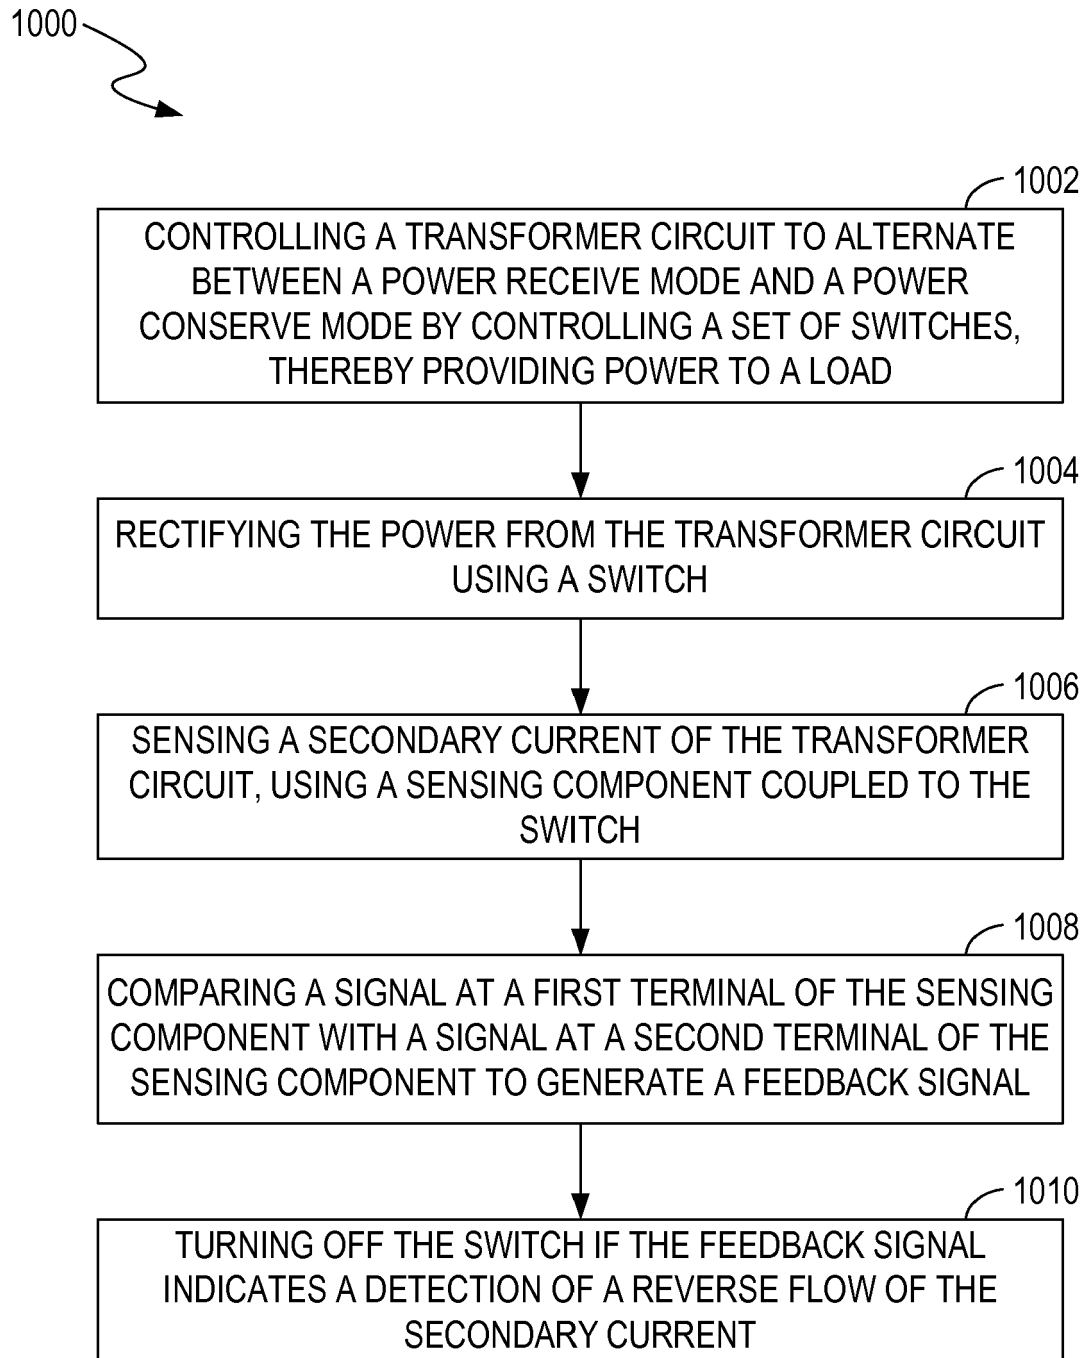 1000
1002
CONTROLLING A TRANSFORMER CIRCUIT TO ALTERNATE
BETWEEN A POWER RECEIVE MODE AND A POWER
CONSERVE MODE BY CONTROLLING A SET OF SWITCHES,
THEREBY PROVIDING POWER TO A LOAD
1004
RECTIFYING THE POWER FROM THE TRANSFORMER CIRCUIT
USING A SWITCH
1006
SENSING A SECONDARY CURRENT OF THE TRANSFORMER
CIRCUIT, USING A SENSING COMPONENT COUPLED TO THE
SWITCH
1008
COMPARING A SIGNAL AT A FIRST TERMINAL OF THE SENSING
COMPONENT WITH A SIGNAL AT A SECOND TERMINAL OF THE
SENSING COMPONENT TO GENERATE A FEEDBACK SIGNAL
1010
TURNING OFF THE SWITCH IF THE FEEDBACK SIGNAL
INDICATES A DETECTION OF A REVERSE FLOW OF THE
SECONDARY CURRENT